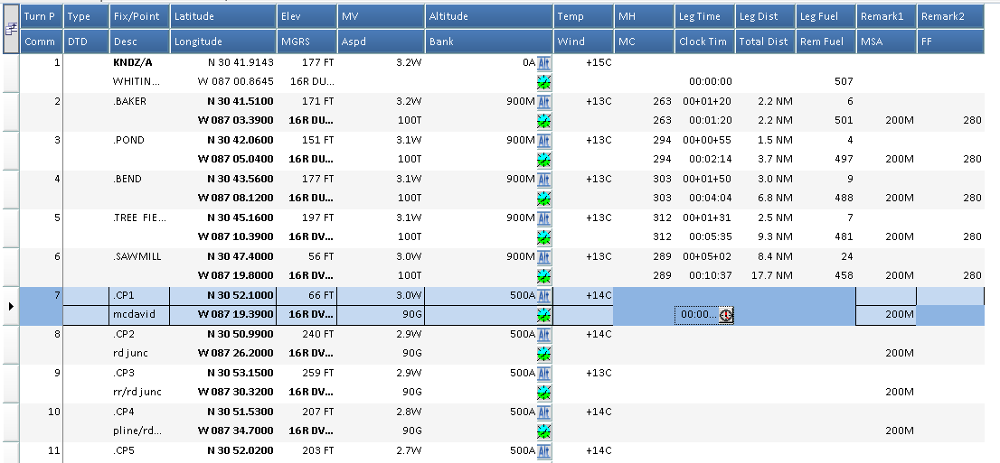 Turn P Type Fix/Point Latitude Elev MV Altitude Temp MH Leg Time Leg Dist Leg Fuel Remark1 Remark2
Comm DTD Desc Longitude MGRS Aspd Bank Wind MC Clock Tim Total Dist Rem Fuel MSA FF
1 KNDZ/A N 30 41.9143 177 FT 3.2W 0A Alt +15C
WHITIN... W 087 00.8645 16R DU... 00:00:00 507
2 .BAKER N 30 41.5100 171 FT 3.2W 900M Alt +13C 263 00+01+20 2.2 NM 6
W 087 03.3900 16R DU... 100T 263 00:01:20 2.2 NM 501 200M 280
3 .POND N 30 42.0600 151 FT 3.1W 900M Alt +13C 294 00+00+55 1.5 NM 4
W 087 05.0400 16R DU... 100T 294 00:02:14 3.7 NM 497 200M 280
4 .BEND N 30 43.5600 177 FT 3.1W 900M Alt +13C 303 00+01+50 3.0 NM 9
W 087 08.1200 16R DU... 100T 303 00:04:04 6.8 NM 488 200M 280
5 .TREE FIE... N 30 45.1600 197 FT 3.1W 900M Alt +13C 312 00+01+31 2.5 NM 7
W 087 10.3900 16R DV... 100T 312 00:05:35 9.3 NM 481 200M 280
6 .SAWMILL N 30 47.4000 56 FT 3.0W 900M Alt +13C 289 00+05+02 8.4 NM 24
W 087 19.8000 16R DV... 100T 289 00:10:37 17.7 NM 458 200M 280
7 .CP1 N 30 52.1000 66 FT 3.0W 500A Alt +14C
mcdavid W 087 19.3900 16R DV... 90G 00:00... 200M
8 .CP2 N 30 50.9900 240 FT 2.9W 500A Alt +14C
rd junc W 087 26.2000 16R DV... 90G 200M
9 .CP3 N 30 53.1500 259 FT 2.9W 500A Alt +13C
rr/rd junc W 087 30.3200 16R DV... 90G 200M
10 .CP4 N 30 51.5300 207 FT 2.8W 500A Alt +14C
pline/rd... W 087 34.7000 16R DV... 90G 200M
11 .CP5 N 30 52.0200 203 FT 2.7W 500A Alt +14C